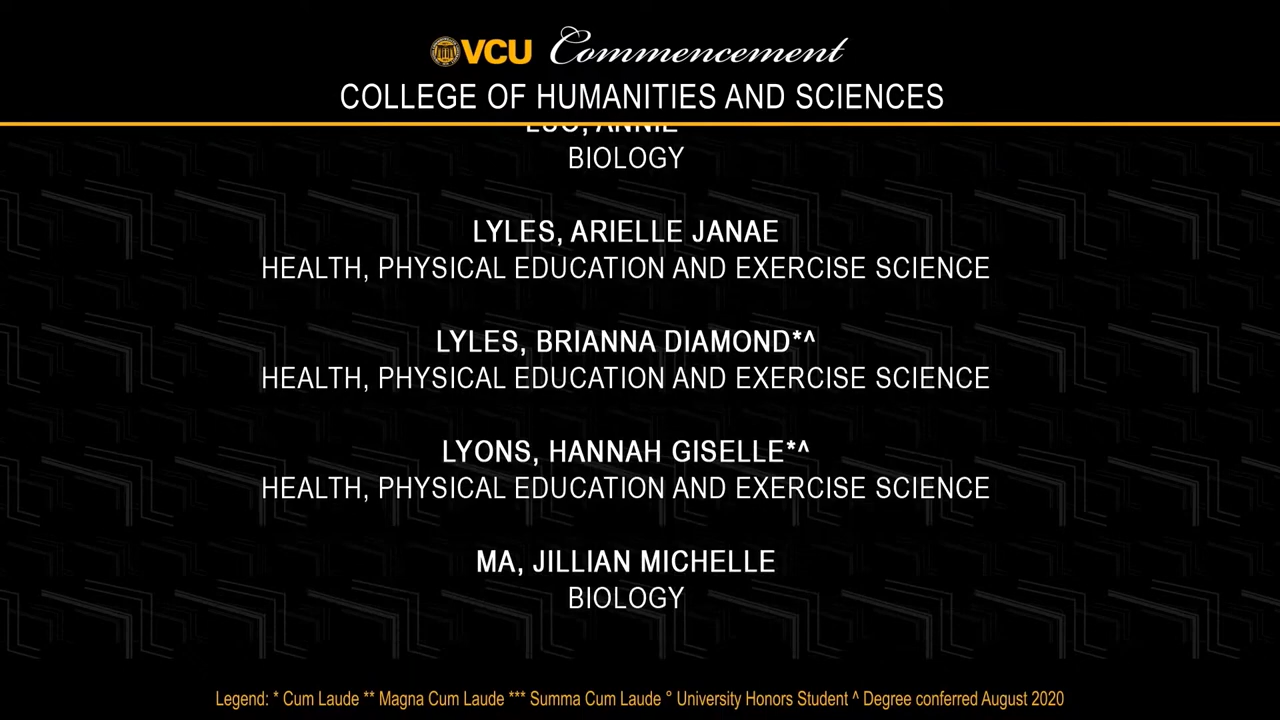 VCU Commencement
COLLEGE OF HUMANITIES AND SCIENCES
ANNIE
BIOLOGY
LYLES, ARIELLE JANAE
HEALTH, PHYSICAL EDUCATION AND EXERCISE SCIENCE
LYLES, BRIANNA DIAMOND*^
HEALTH, PHYSICAL EDUCATION AND EXERCISE SCIENCE
LYONS, HANNAH GISELLE*^
HEALTH, PHYSICAL EDUCATION AND EXERCISE SCIENCE
MA, JILLIAN MICHELLE
BIOLOGY
Legend: * Cum Laude ** Magna Cum Laude *** Summa Cum Laude ° University Honors Student ^ Degree conferred August 2020